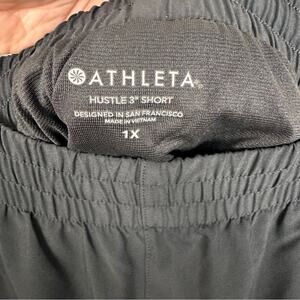 ATHLETA
HUSTLE 3" SHORT
DESIGNED IN SAN FRANCISCO
MADE IN VIETNAM
1X